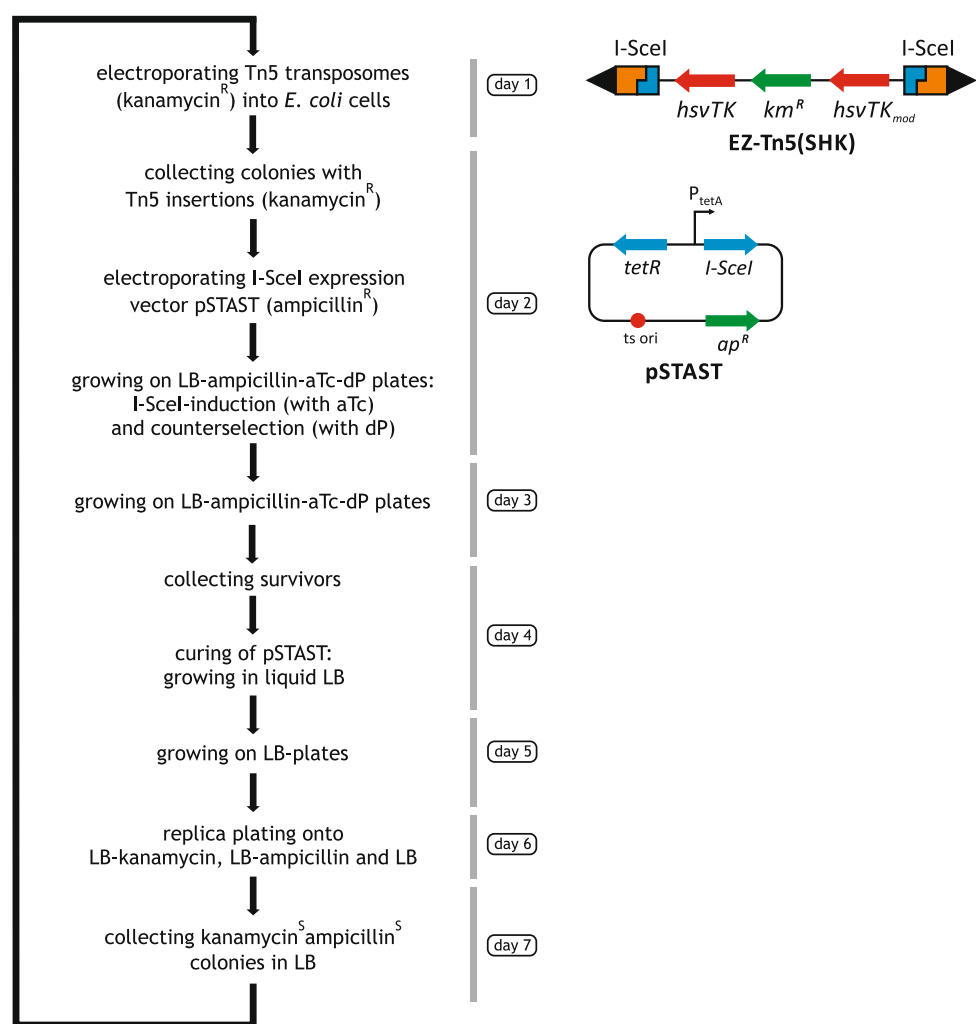 electroporating Tn5 transposomes
(kanamycinR) into E. coli cells
day 1
collecting colonies with
Tn5 insertions (kanamycinR)
electroporating I-SceI expression
vector pSTAST (ampicillinR)
day 2
growing on LB-ampicillin-aTc-dP plates:
I-SceI-induction (with aTc)
and counterselection (with dP)
growing on LB-ampicillin-aTc-dP plates
day 3
collecting survivors
day 4
curing of pSTAST:
growing in liquid LB
growing on LB-plates
day 5
replica plating onto
LB-kanamycin, LB-ampicillin and LB
day 6
collecting kanamycinSampicillinS
colonies in LB
day 7
I-SceI
I-SceI
hsvTK
kmR
hsvTKmod
EZ-Tn5(SHK)
PtetA
tetR
I-SceI
ts ori
apR
pSTAST